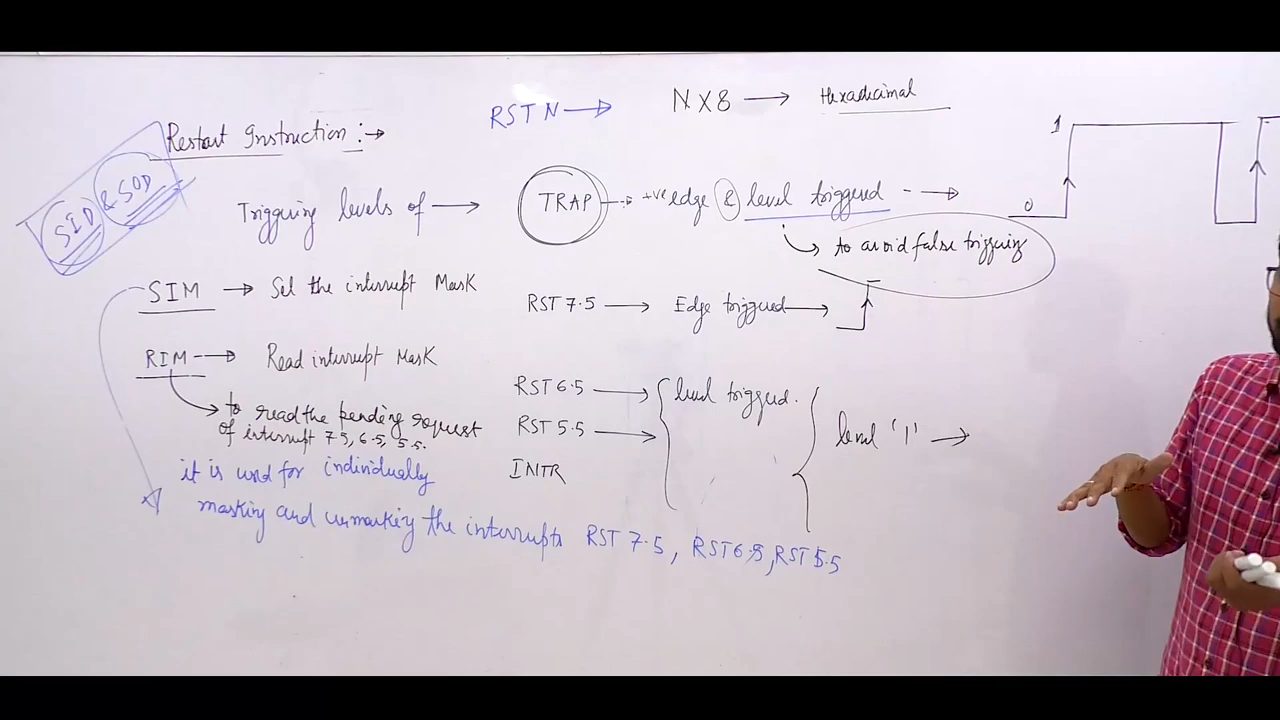 RST N → N X 8 → Hexadecimal
Restart Instruction :→
SID & SOD
Triggering levels of → TRAP → +ve edge & level triggered - →
to avoid false triggering
1
0
SIM → Set the interrupt Mask
RST 7.5 → Edge triggered →
RIM → Read interrupt Mask
to read the pending request
of interrupt 7.5, 6.5, 5.5.
RST 6.5 → level triggered.
RST 5.5 →
INTR
level '1' →
it is used for individually
masking and unmasking the interrupts RST 7.5, RST 6.5, RST 5.5